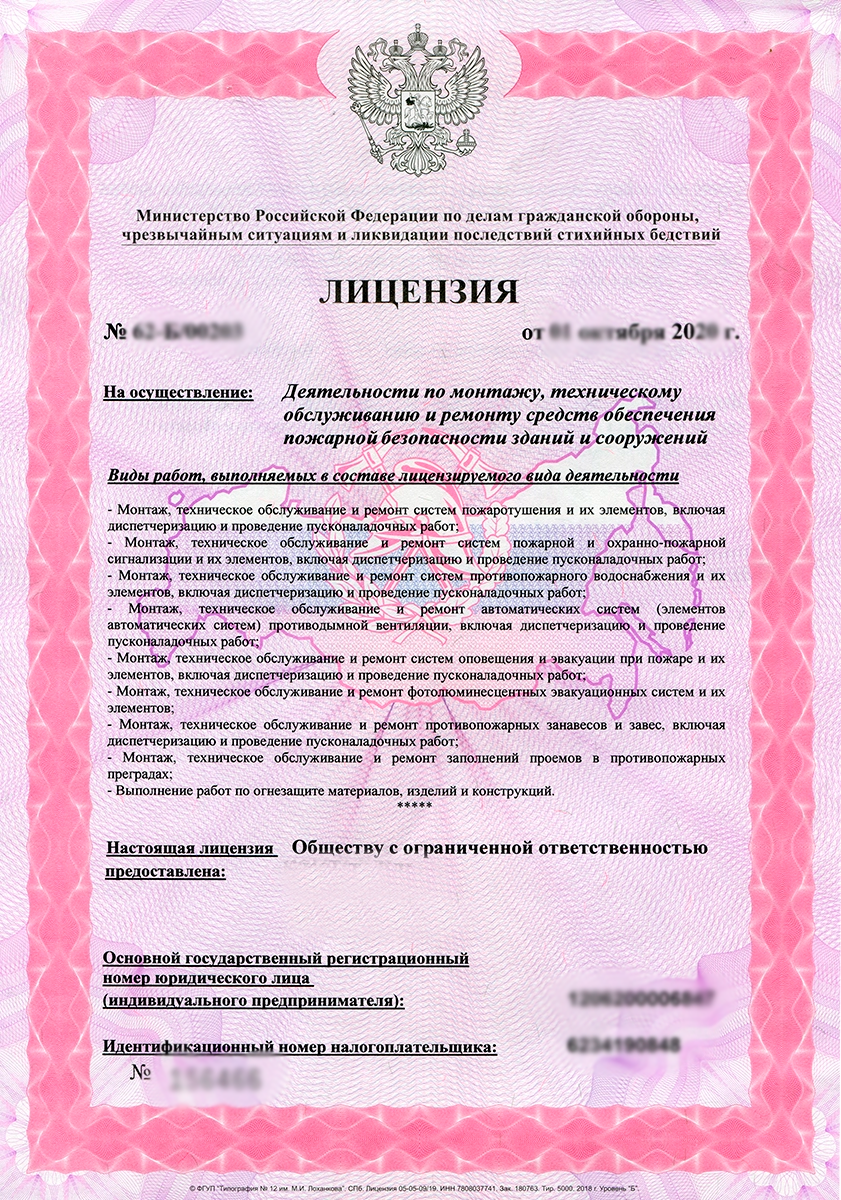 Министерство Российской Федерации по делам гражданской обороны,
чрезвычайным ситуациям и ликвидации последствий стихийных бедствий
ЛИЦЕНЗИЯ
№
от 2020 г.
На осуществление: Деятельности по монтажу, техническому
обслуживанию и ремонту средств обеспечения
пожарной безопасности зданий и сооружений
Виды работ, выполняемых в составе лицензируемого вида деятельности
- Монтаж, техническое обслуживание и ремонт систем пожаротушения и их элементов, включая
диспетчеризацию и проведение пусконаладочных работ;
- Монтаж, техническое обслуживание и ремонт систем пожарной и охранно-пожарной
сигнализации и их элементов, включая диспетчеризацию и проведение пусконаладочных работ;
- Монтаж, техническое обслуживание и ремонт систем противопожарного водоснабжения и их
элементов, включая диспетчеризацию и проведение пусконаладочных работ;
- Монтаж, техническое обслуживание и ремонт автоматических систем (элементов
автоматических систем) противодымной вентиляции, включая диспетчеризацию и проведение
пусконаладочных работ;
- Монтаж, техническое обслуживание и ремонт систем оповещения и эвакуации при пожаре и их
элементов, включая диспетчеризацию и проведение пусконаладочных работ;
- Монтаж, техническое обслуживание и ремонт фотолюминесцентных эвакуационных систем и их
элементов;
- Монтаж, техническое обслуживание и ремонт противопожарных занавесов и завес, включая
диспетчеризацию и проведение пусконаладочных работ;
- Монтаж, техническое обслуживание и ремонт заполнений проемов в противопожарных
преградах;
- Выполнение работ по огнезащите материалов, изделий и конструкций.
*****
Настоящая лицензия Обществу с ограниченной ответственностью
предоставлена:
Основной государственный регистрационный
номер юридического лица
(индивидуального предпринимателя):
Идентификационный номер налогоплательщика:
№
© ФГУП "Типография № 12 им. М.И. Лоханкова". СПб. Лицензия 05-05-09/19. ИНН 7808037741. Зак. 180763. Тир. 5000. 2018 г. Уровень "Б".